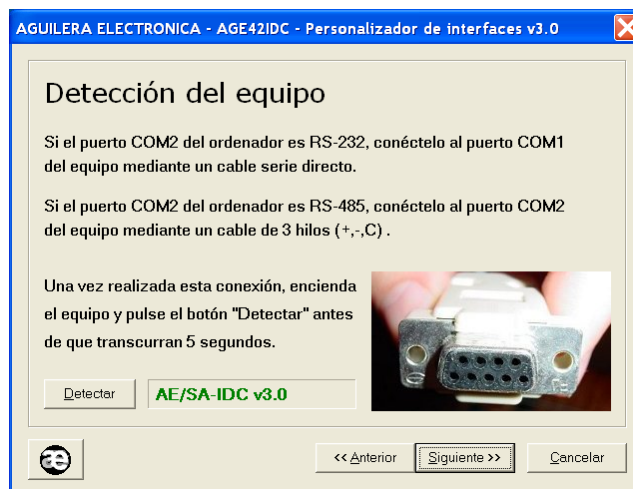 AGUILERA ELECTRONICA - AGE42IDC - Personalizador de interfaces v3.0
Detección del equipo
Si el puerto COM2 del ordenador es RS-232, conéctelo al puerto COM1
del equipo mediante un cable serie directo.
Si el puerto COM2 del ordenador es RS-485, conéctelo al puerto COM2
del equipo mediante un cable de 3 hilos (+,-,C) .
Una vez realizada esta conexión, encienda
el equipo y pulse el botón "Detectar" antes
de que transcurran 5 segundos.
Detectar
AE/SA-IDC v3.0
æ
<< Anterior
Siguiente >>
Cancelar